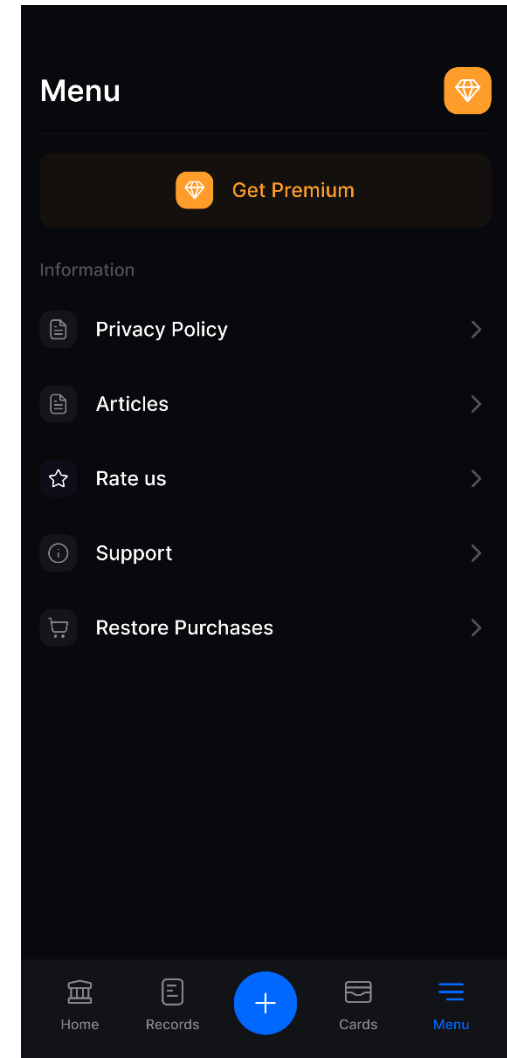 Menu
Get Premium
Information
Privacy Policy
Articles
Rate us
Support
Restore Purchases
Home
Records
Cards
Menu